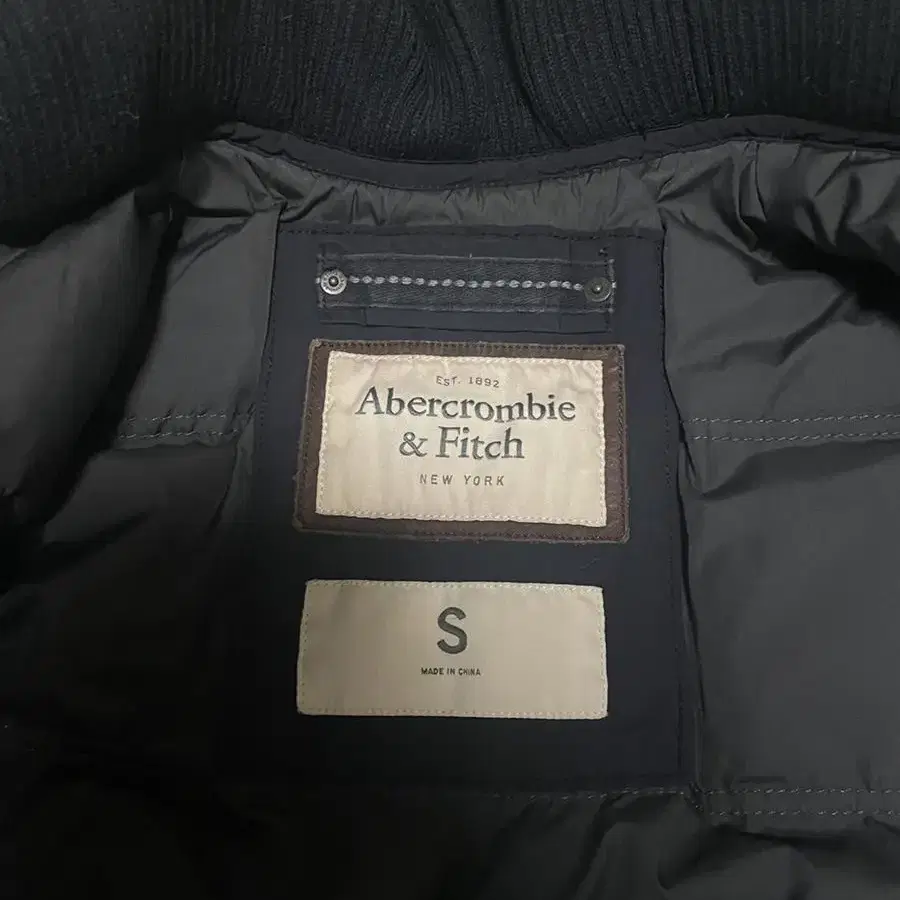 EST. 1892
Abercrombie
& Fitch
NEW YORK
S
MADE IN CHINA